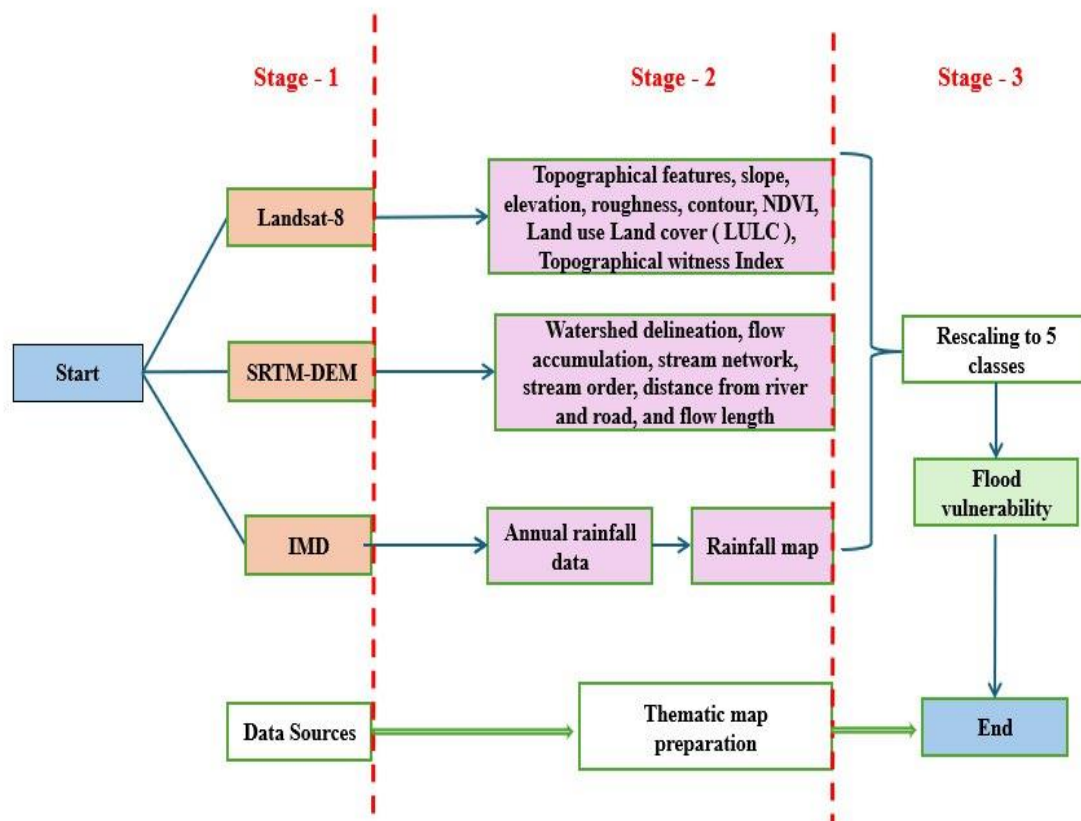 Stage - 1
Stage - 2
Stage - 3
Landsat-8
Topographical features, slope,
elevation, roughness, contour, NDVI,
Land use Land cover ( LULC ),
Topographical witness Index
Start
SRTM-DEM
Watershed delineation, flow
accumulation, stream network,
stream order, distance from river
and road, and flow length
Rescaling to 5
classes
Flood
vulnerability
IMD
Annual rainfall
data
Rainfall map
Data Sources
Thematic map
preparation
End